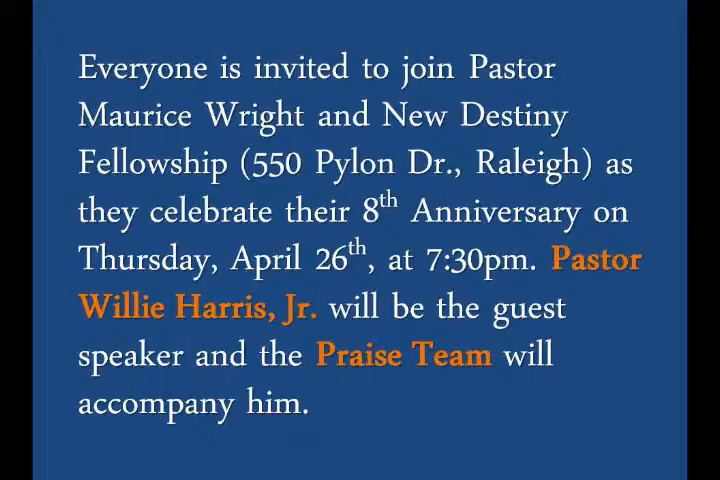 Everyone is invited to join Pastor
Maurice Wright and New Destiny
Fellowship (550 Pylon Dr., Raleigh) as
they celebrate their 8th Anniversary on
Thursday, April 26th, at 7:30pm. Pastor
Willie Harris, Jr. will be the guest
speaker and the Praise Team will
accompany him.